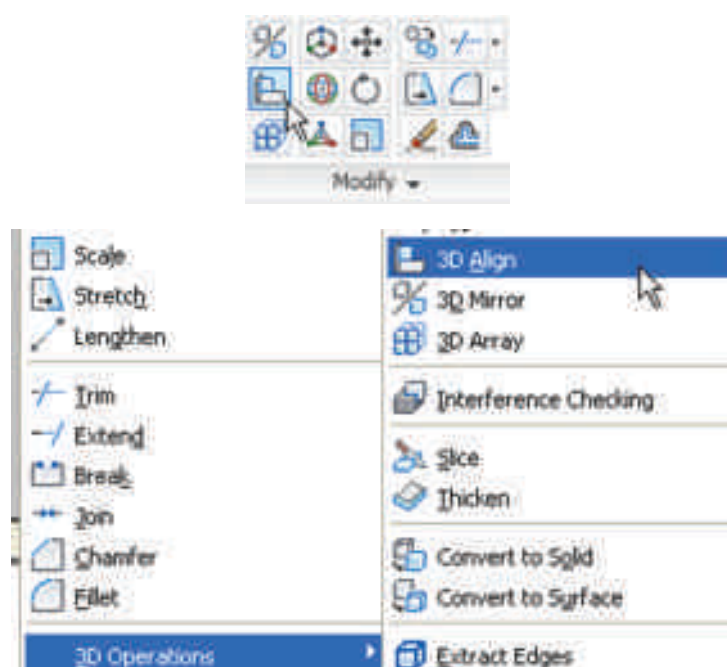 Modify
Scale
Stretch
Lengthen
Trim
Extend
Break
Join
Chamfer
Fillet
3D Operations
3D Align
3D Mirror
3D Array
Interference Checking
Slice
Thicken
Convert to Solid
Convert to Surface
Extract Edges